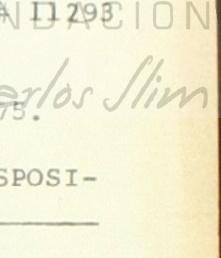 # 11293
NDACION
arlos Slim
75.
SPOSI-